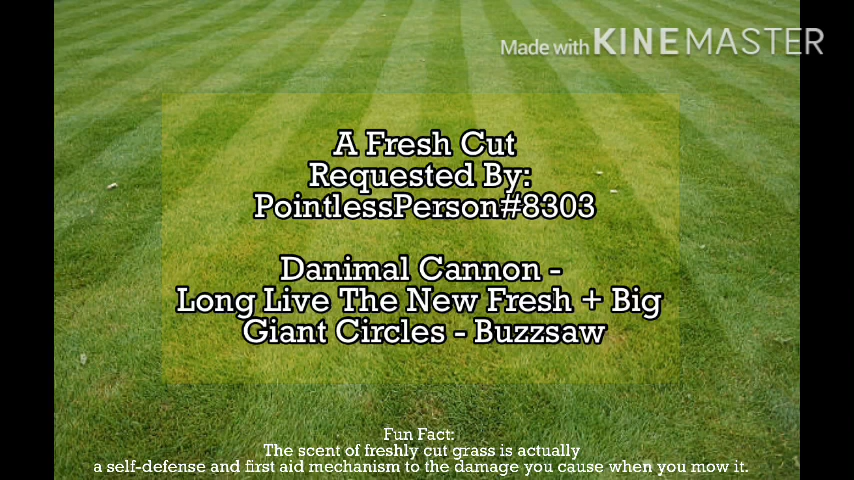 Made with KINEMASTER
A Fresh Cut
Requested By:
PointlessPerson#8303
Danimal Cannon -
Long Live The New Fresh + Big
Giant Circles - Buzzsaw
Fun Fact:
The scent of freshly cut grass is actually
a self-defense and first aid mechanism to the damage you cause when you mow it.